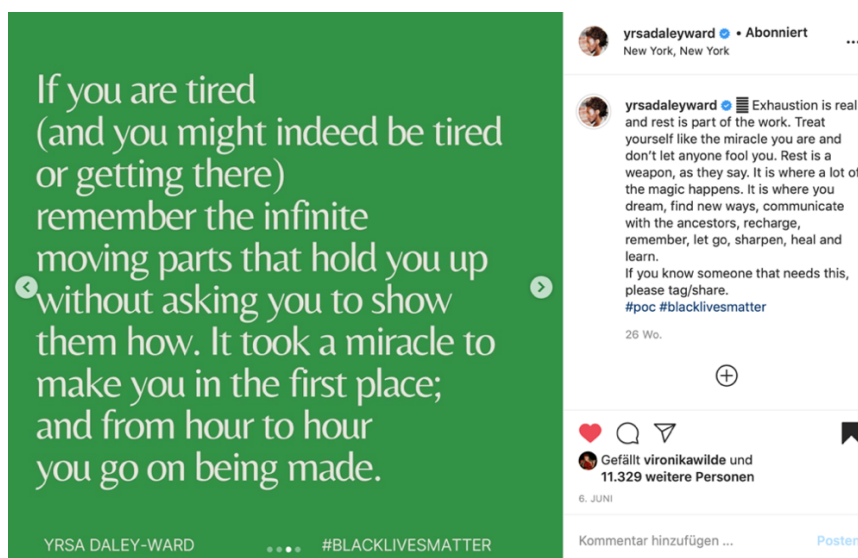 If you are tired
(and you might indeed be tired
or getting there)
remember the infinite
moving parts that hold you up
without asking you to show
them how. It took a miracle to
make you in the first place;
and from hour to hour
you go on being made.
YRSA DALEY-WARD
#BLACKLIVESMATTER
yrsadaleyward • Abonniert
New York, New York
yrsadaleyward Exhaustion is real
and rest is part of the work. Treat
yourself like the miracle you are and
don't let anyone fool you. Rest is a
weapon, as they say. It is where a lot of
the magic happens. It is where you
dream, find new ways, communicate
with the ancestors, recharge,
remember, let go, sharpen, heal and
learn.
If you know someone that needs this,
please tag/share.
#poc #blacklivesmatter
26 Wo.
Gefällt vironikawilde und
11.329 weitere Personen
6. JUNI
Kommentar hinzufügen ...
Posten